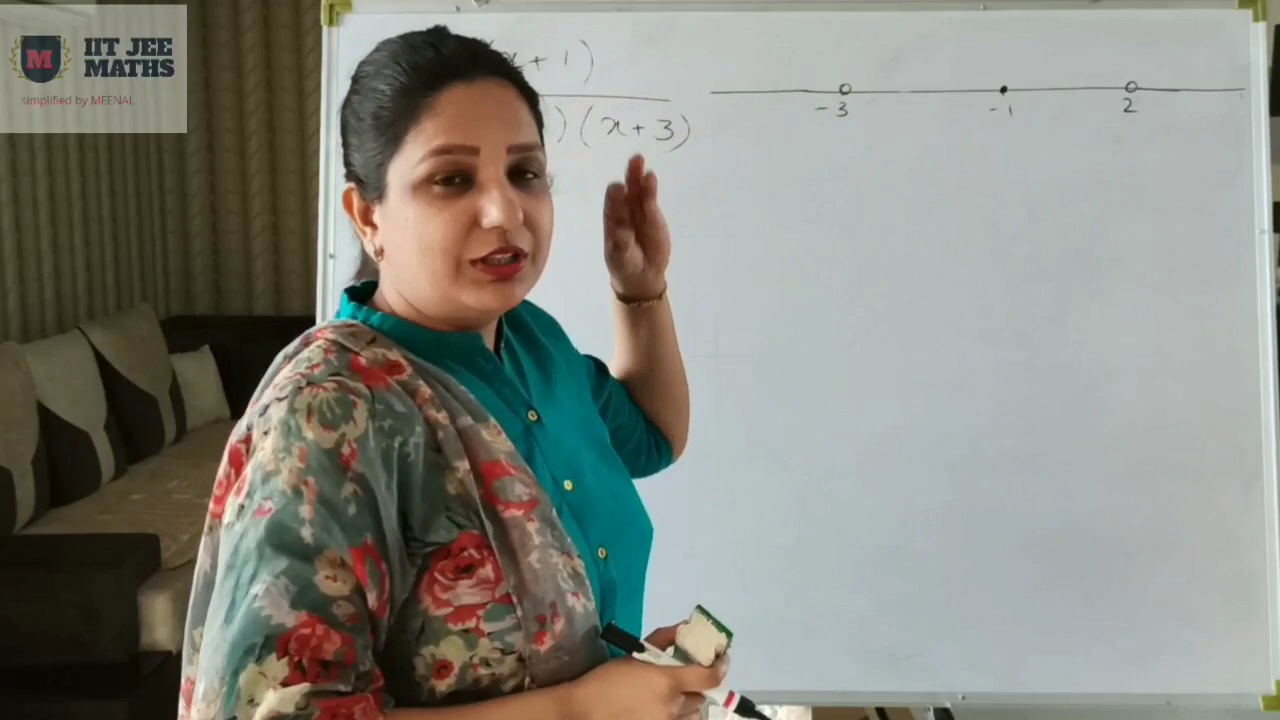 M
IIT JEE
MATHS
simplified by MEENAL
x + 1)
) (x + 3)
-3 -1 2